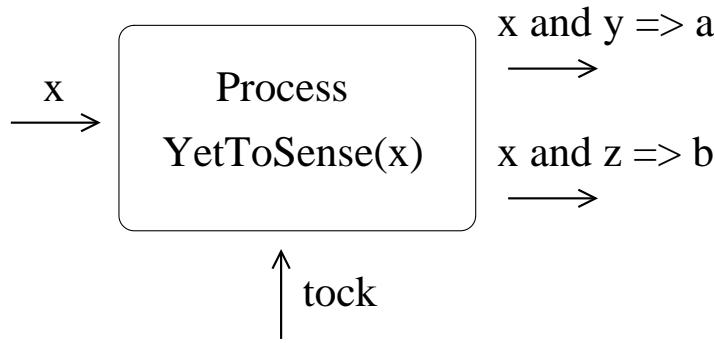 x
Process
YetToSense(x)
x and y => a
x and z => b
tock